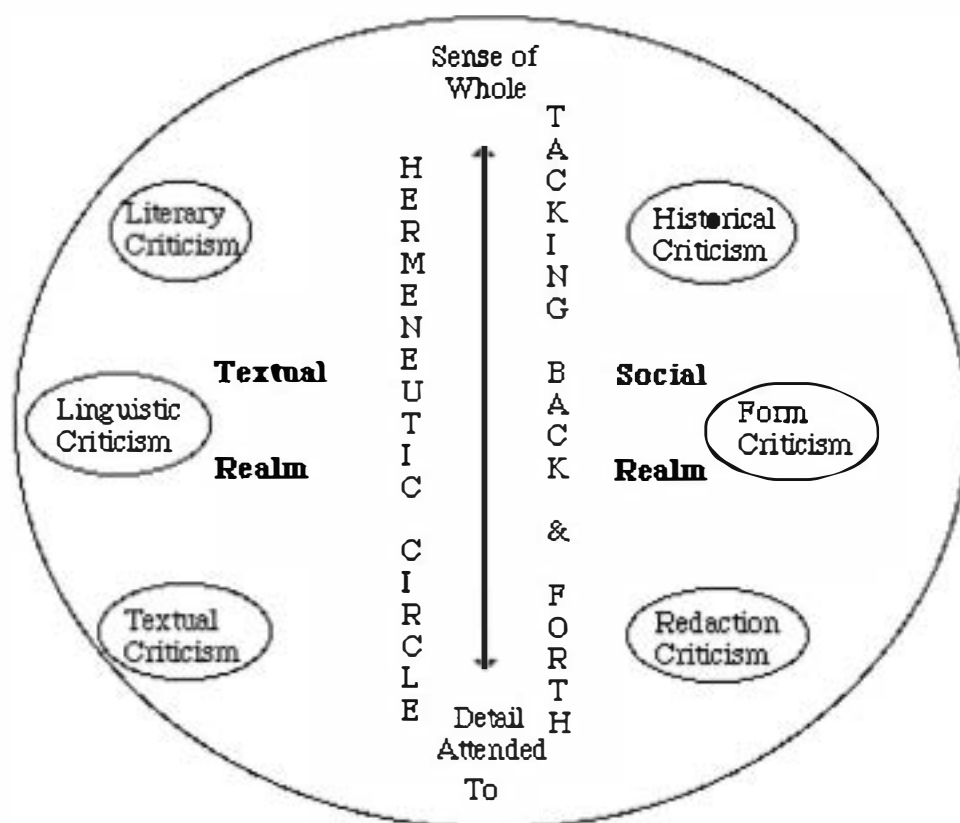 Sense of
Whole
HERMENEUTIC CIRCLE
TACKING BACK & FORTH
Literary
Criticism
Historical
Criticism
Textual
Realm
Social
Realm
Linguistic
Criticism
Form
Criticism
Textual
Criticism
Redaction
Criticism
Detail
Attended
To